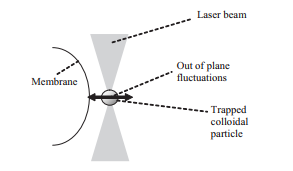 Laser beam
Out of plane
fluctuations
Membrane
Trapped
colloidal
particle